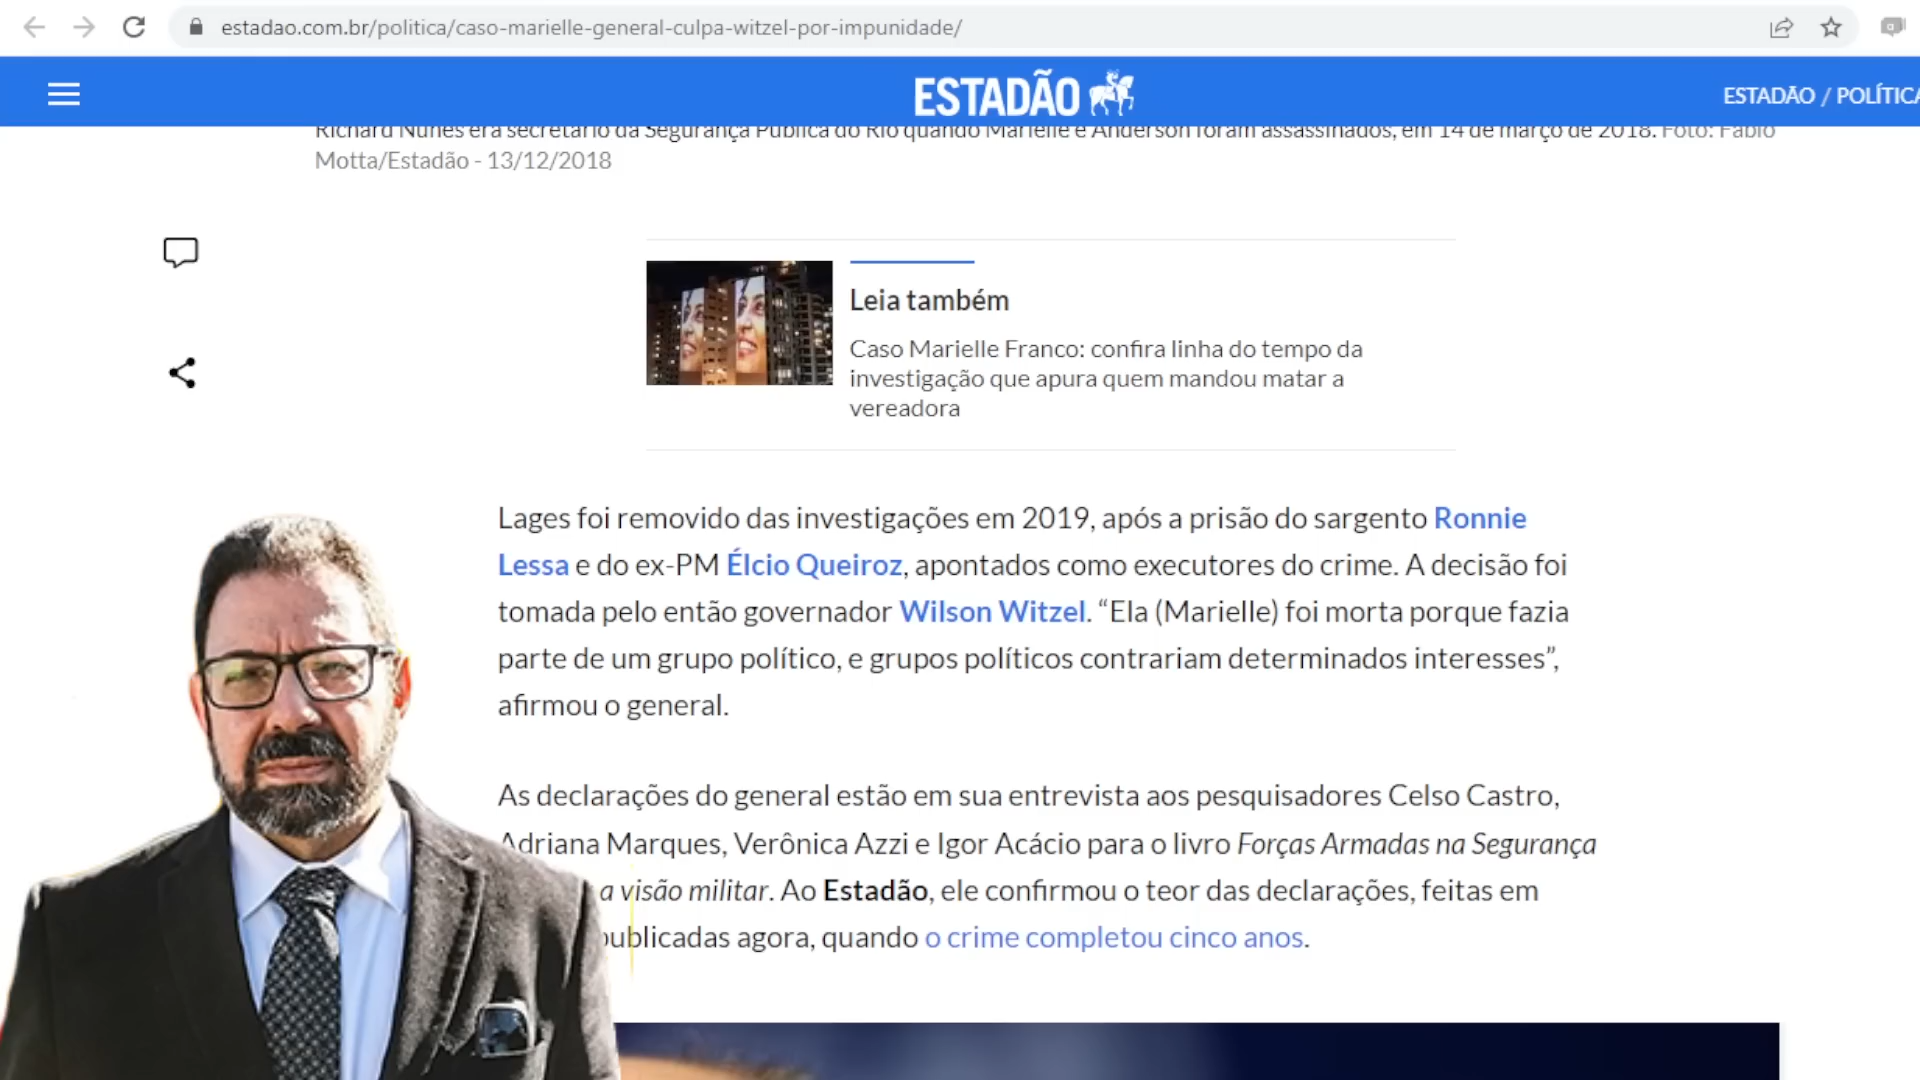 estadao.com.br/politica/caso-marielle-general-culpa-witzel-por-impunidade/
ESTADÃO
ESTADÃO / POLÍTICA
Richard Nunes era secretário da Segurança Pública do Rio quando Marielle e Anderson foram assassinados, em 14 de março de 2018. Foto: Fabio
Motta/Estadão - 13/12/2018
Leia também
Caso Marielle Franco: confira linha do tempo da
investigação que apura quem mandou matar a
vereadora
Lages foi removido das investigações em 2019, após a prisão do sargento Ronnie
Lessa e do ex-PM Élcio Queiroz, apontados como executores do crime. A decisão foi
tomada pelo então governador Wilson Witzel. “Ela (Marielle) foi morta porque fazia
parte de um grupo político, e grupos políticos contrariam determinados interesses”,
afirmou o general.
As declarações do general estão em sua entrevista aos pesquisadores Celso Castro,
Adriana Marques, Verônica Azzi e Igor Acácio para o livro Forças Armadas na Segurança
a visão militar. Ao Estadão, ele confirmou o teor das declarações, feitas em
publicadas agora, quando o crime completou cinco anos.